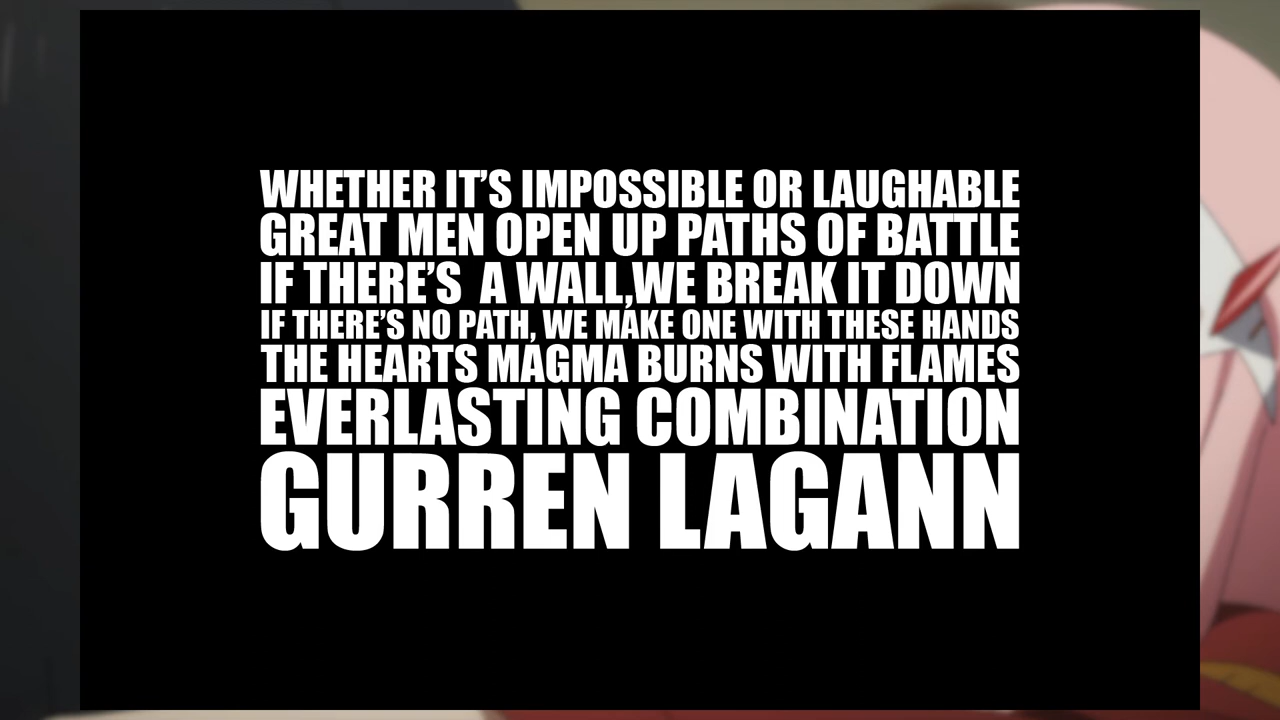 WHETHER IT’S IMPOSSIBLE OR LAUGHABLE
GREAT MEN OPEN UP PATHS OF BATTLE
IF THERE’S  A WALL,WE BREAK IT DOWN
IF THERE’S NO PATH, WE MAKE ONE WITH THESE HANDS
THE HEARTS MAGMA BURNS WITH FLAMES
EVERLASTING COMBINATION
GURREN LAGANN